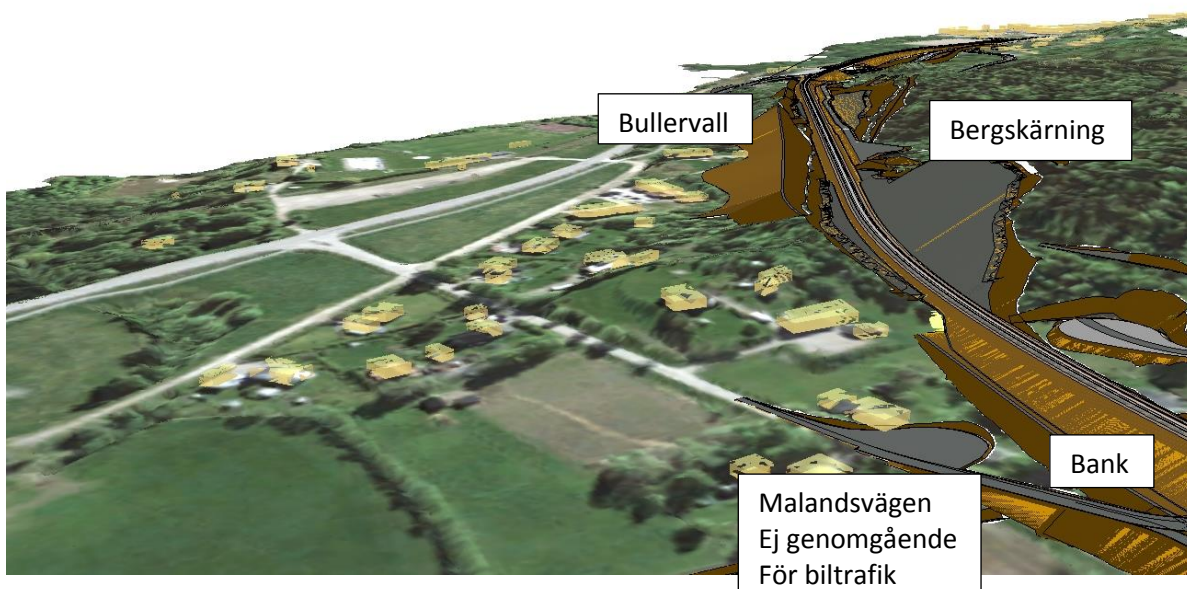 Bullervall
Bergskärning
Bank
Malandsvägen
Ej genomgående
För biltrafik